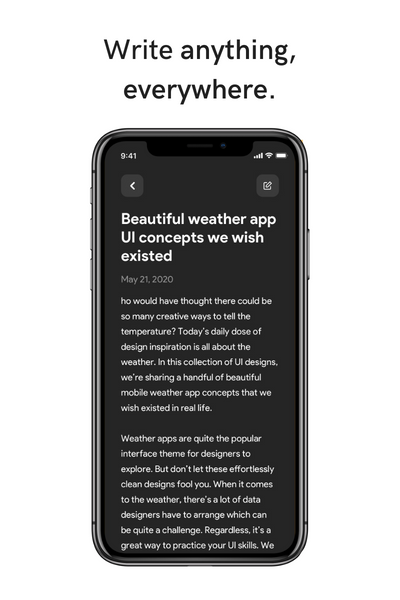 Write anything,
everywhere.
9:41
Beautiful weather app
UI concepts we wish
existed
May 21, 2020
ho would have thought there could be
so many creative ways to tell the
temperature? Today's daily dose of
design inspiration is all about the
weather. In this collection of UI designs,
we're sharing a handful of beautiful
mobile weather app concepts that we
wish existed in real life.
Weather apps are quite the popular
interface theme for designers to
explore. But don't let these effortlessly
clean designs fool you. When it comes
to the weather, there's a lot of data
designers have to arrange which can
be quite a challenge. Regardless, it's a
great way to practice your UI skills. We